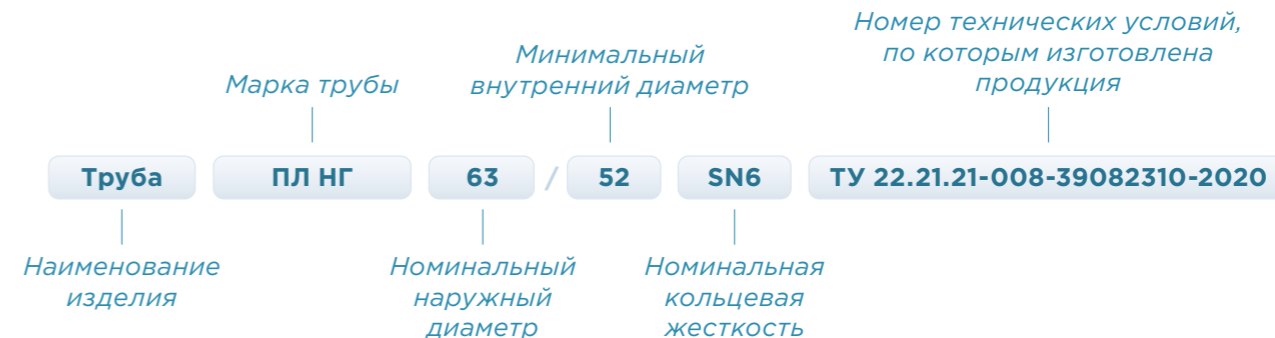 Номер технических условий,
по которым изготовлена
продукция
Минимальный
внутренний диаметр
Марка трубы
Труба ПЛ НГ 63 / 52 SN6 ТУ 22.21.21-008-39082310-2020
Наименование
изделия
Номинальный
наружный
диаметр
Номинальная
кольцевая
жесткость